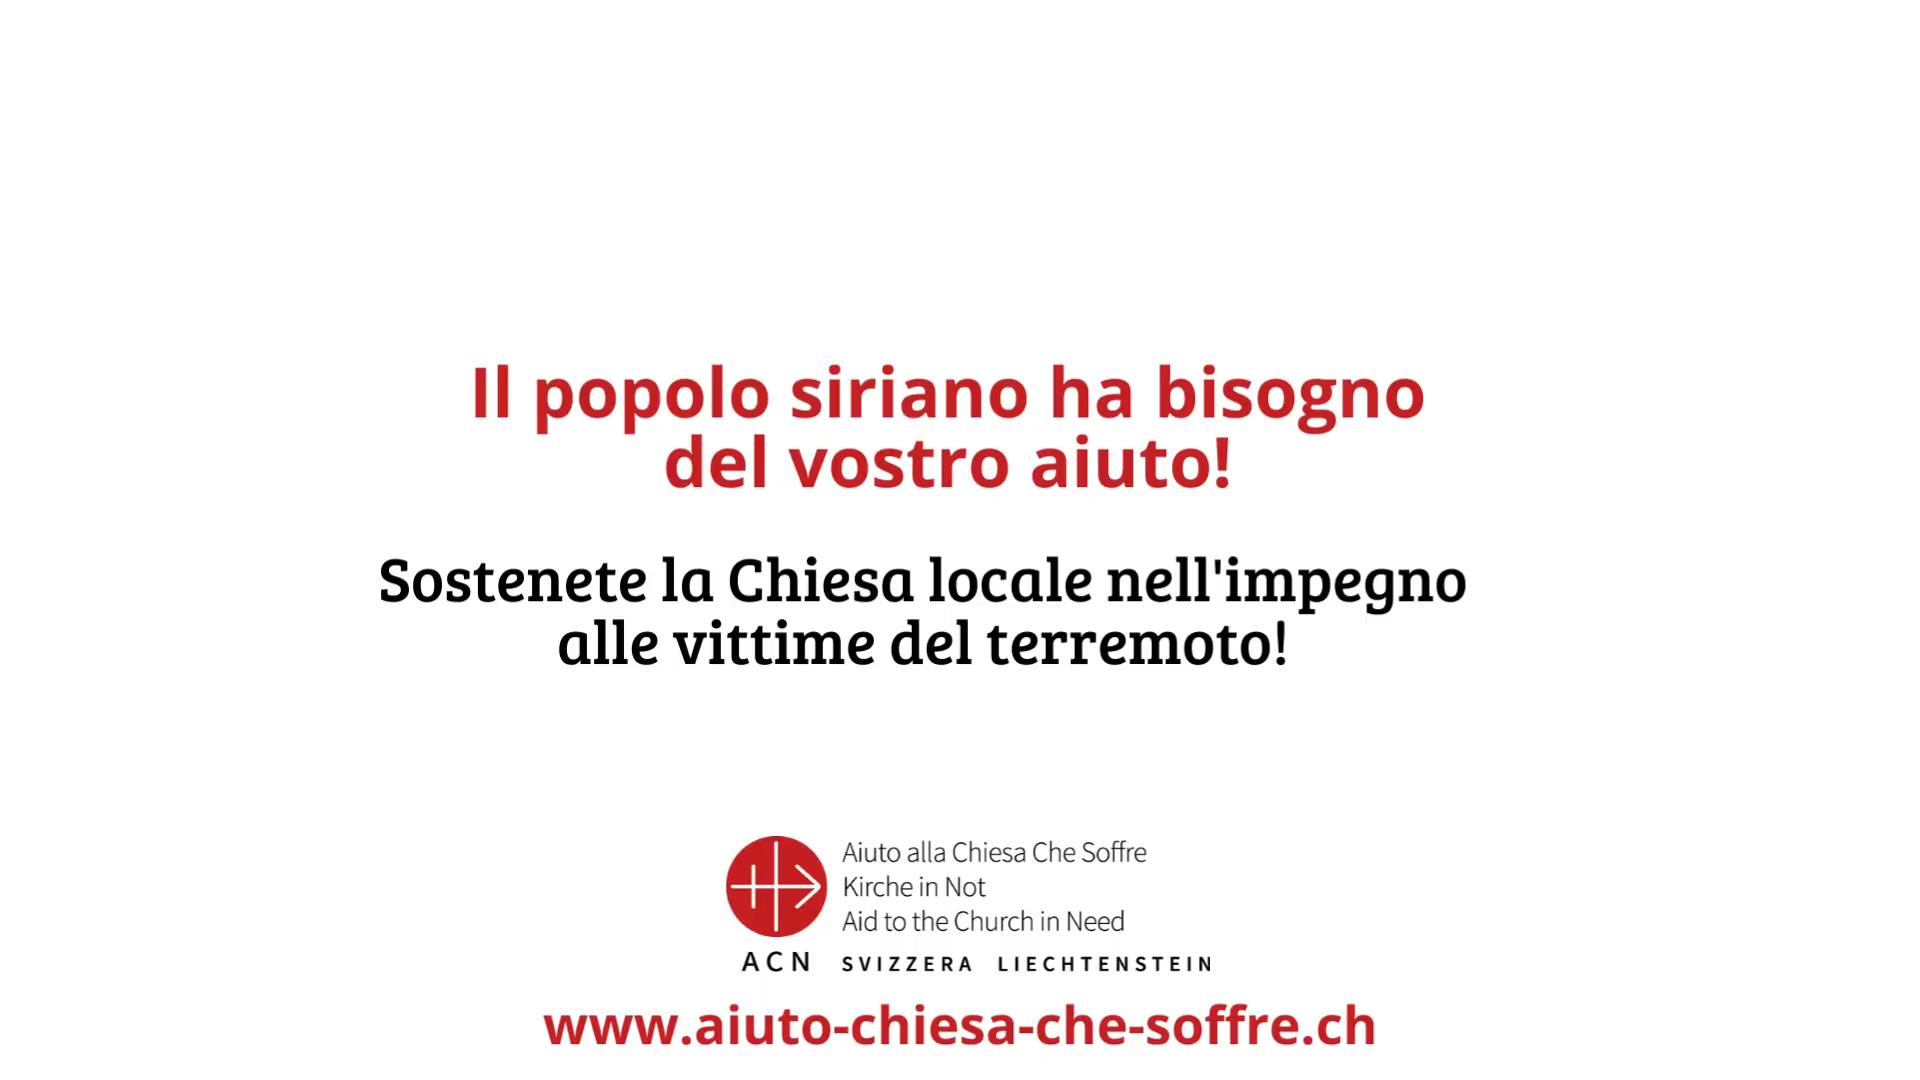 Il popolo siriano ha bisogno
del vostro aiuto!
Sostenete la Chiesa locale nell'impegno
alle vittime del terremoto!
Aiuto alla Chiesa Che Soffre
Kirche in Not
Aid to the Church in Need
ACN SVIZZERA LIECHTENSTEIN
www.aiuto-chiesa-che-soffre.ch